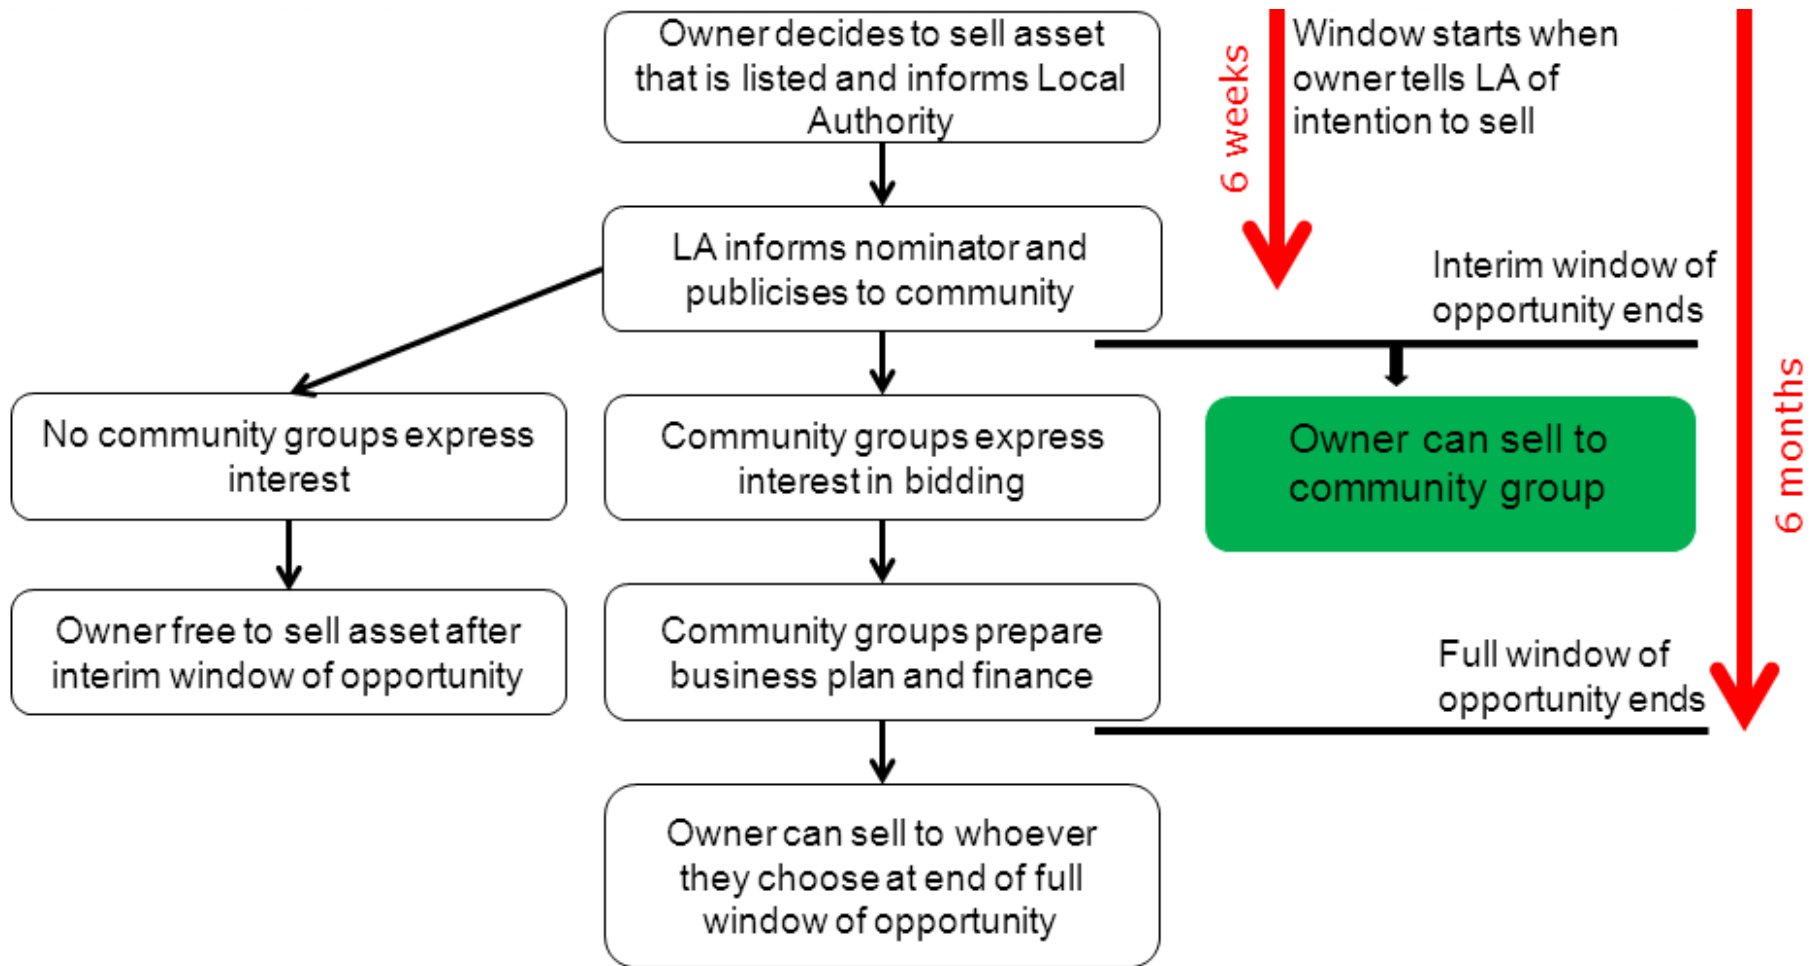 Owner decides to sell asset
that is listed and informs Local
Authority
6 weeks
Window starts when
owner tells LA of
intention to sell
LA informs nominator and
publicises to community
Interim window of
opportunity ends
6 months
No community groups express
interest
Community groups express
interest in bidding
Owner can sell to
community group
Owner free to sell asset after
interim window of opportunity
Community groups prepare
business plan and finance
Full window of
opportunity ends
Owner can sell to whoever
they choose at end of full
window of opportunity